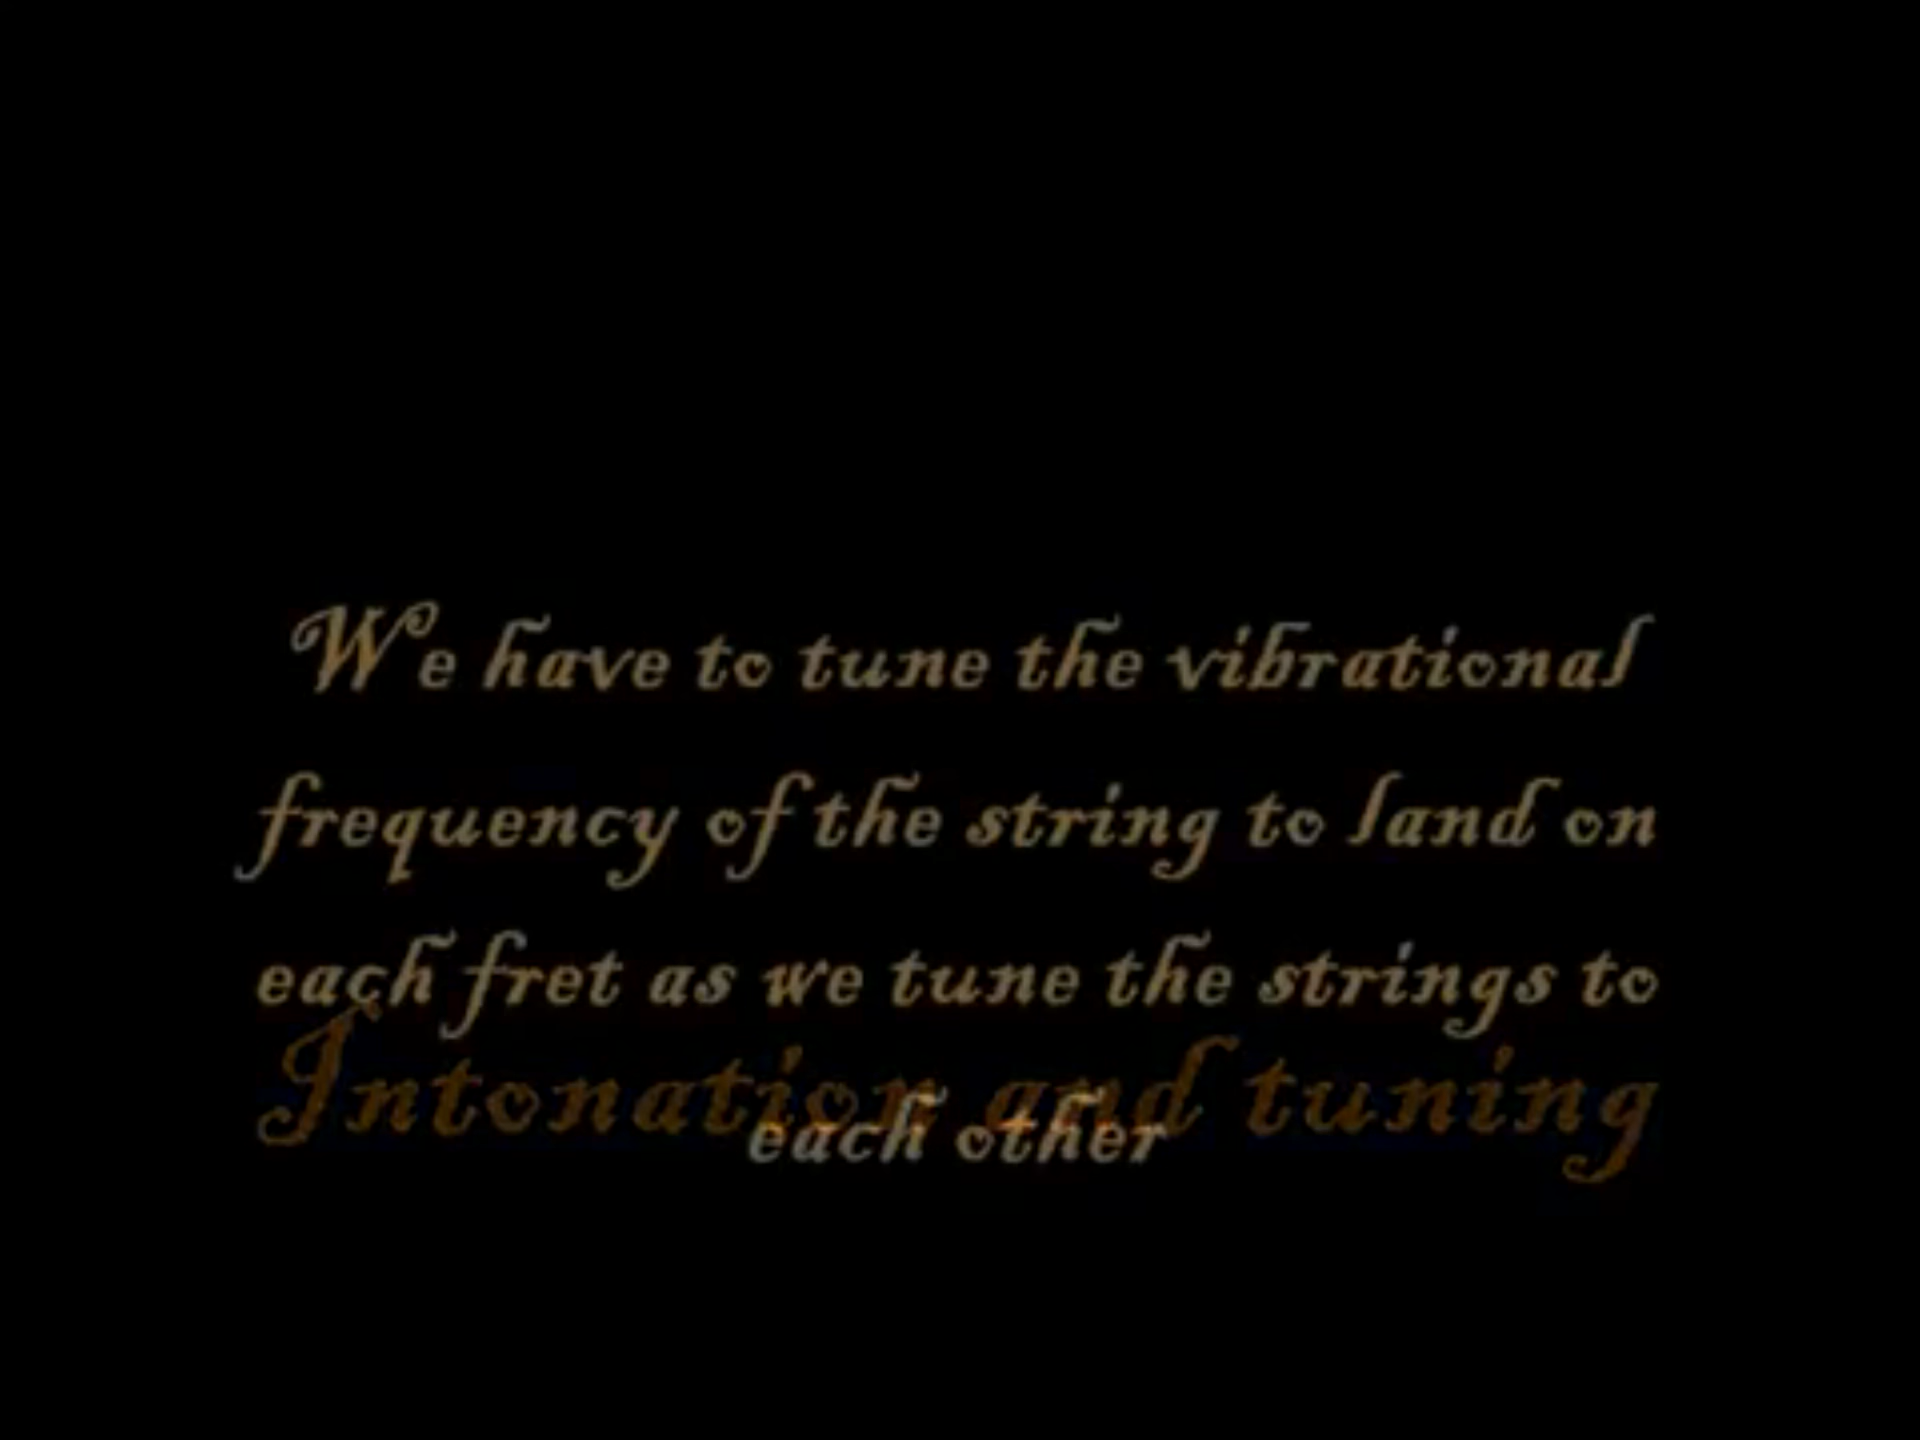 We have to tune the vibrational
frequency of the string to land on
each fret as we tune the strings to
Intonation and tuning
each other